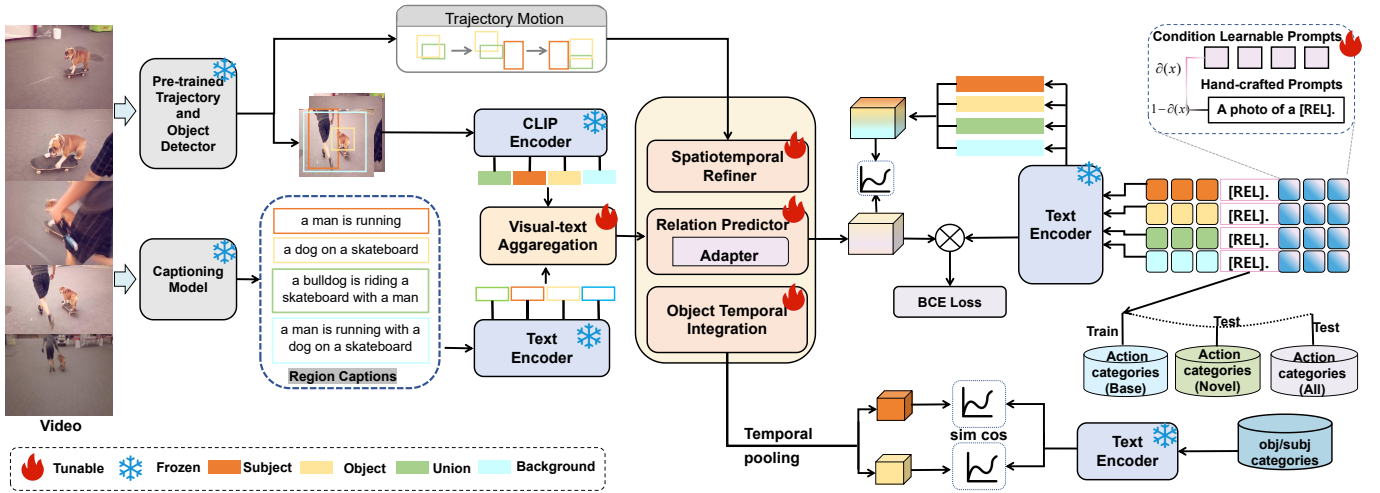 Trajectory Motion
Pre-trained
Trajectory
and
Object
Detector
CLIP
Encoder
Captioning
Model
a man is running
a dog on a skateboard
a bulldog is riding a
skateboard with a man
a man is running with a
dog on a skateboard
Region Captions
Visual-text
Aggaregation
Text
Encoder
Spatiotemporal
Refiner
Relation Predictor
Adapter
Object Temporal
Integration
BCE Loss
Text
Encoder
Condition Learnable Prompts
∂(x)
Hand-crafted Prompts
1−∂(x)
A photo of a [REL].
[REL].
[REL].
[REL].
[REL].
Train
Test
Test
Action
categories
(Base)
Action
categories
(Novel)
Action
categories
(All)
Temporal
pooling
sim cos
Text
Encoder
obj/subj
categories
Video
Tunable
Frozen
Subject
Object
Union
Background